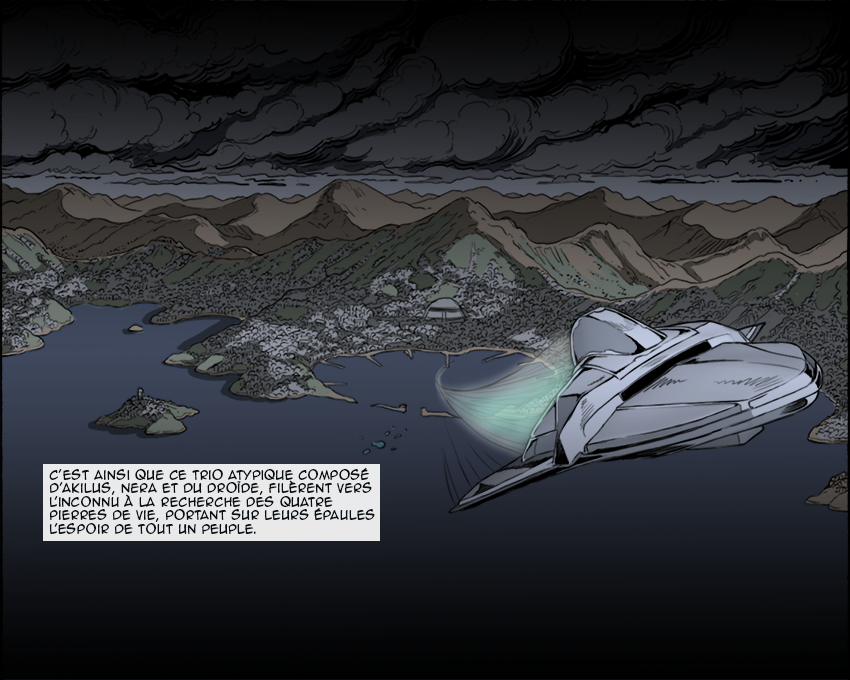 C'EST AINSI QUE CE TRIO ATYPIQUE COMPOSÉ
D'AKILUS, NERA ET DU DROÏDE, FILÈRENT VERS
L'INCONNU À LA RECHERCHE DES QUATRE
PIERRES DE VIE, PORTANT SUR LEURS ÉPAULES
L'ESPOIR DE TOUT UN PEUPLE.